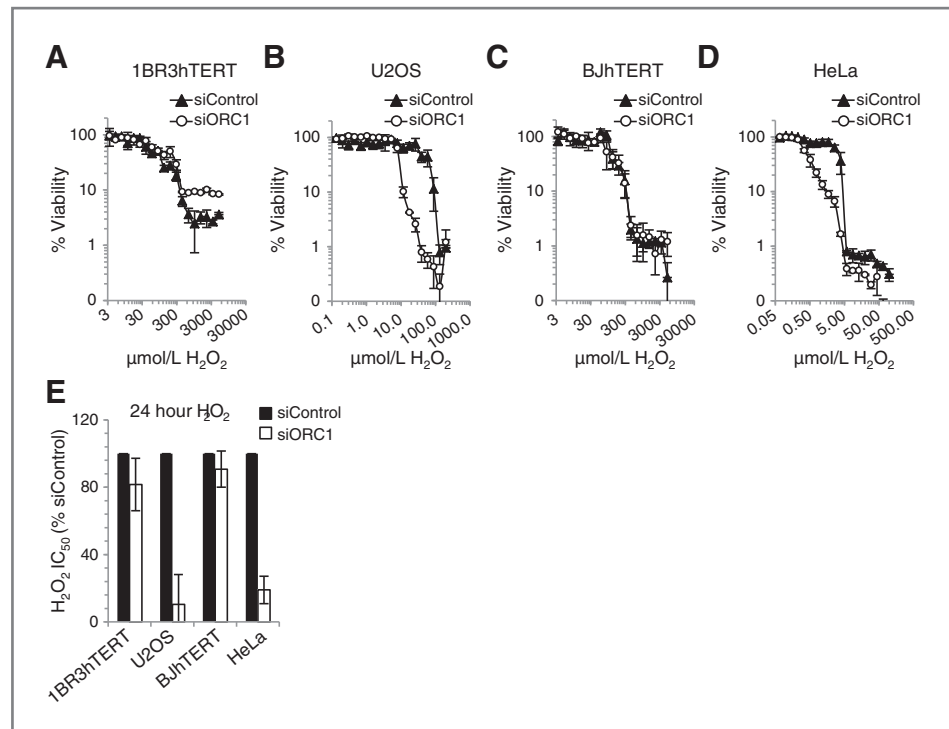 A
1BR3hTERT
siControl
siORC1
% Viability
100
10
1
0
3
30
300
3000
30000
µmol/L H₂O₂
B
U2OS
siControl
siORC1
% Viability
100
10
1
0
0.1
1.0
10.0
100.0
1000.0
µmol/L H₂O₂
C
BJhTERT
siControl
siORC1
% Viability
100
10
1
0
3
30
300
3000
30000
µmol/L H₂O₂
D
HeLa
siControl
siORC1
% Viability
100
10
1
0
0.05
0.50
5.00
50.00
500.00
µmol/L H₂O₂
E
24 hour H₂O₂
siControl
siORC1
H₂O₂ IC₅₀ (% siControl)
120
80
40
0
1BR3hTERT
U2OS
BJhTERT
HeLa